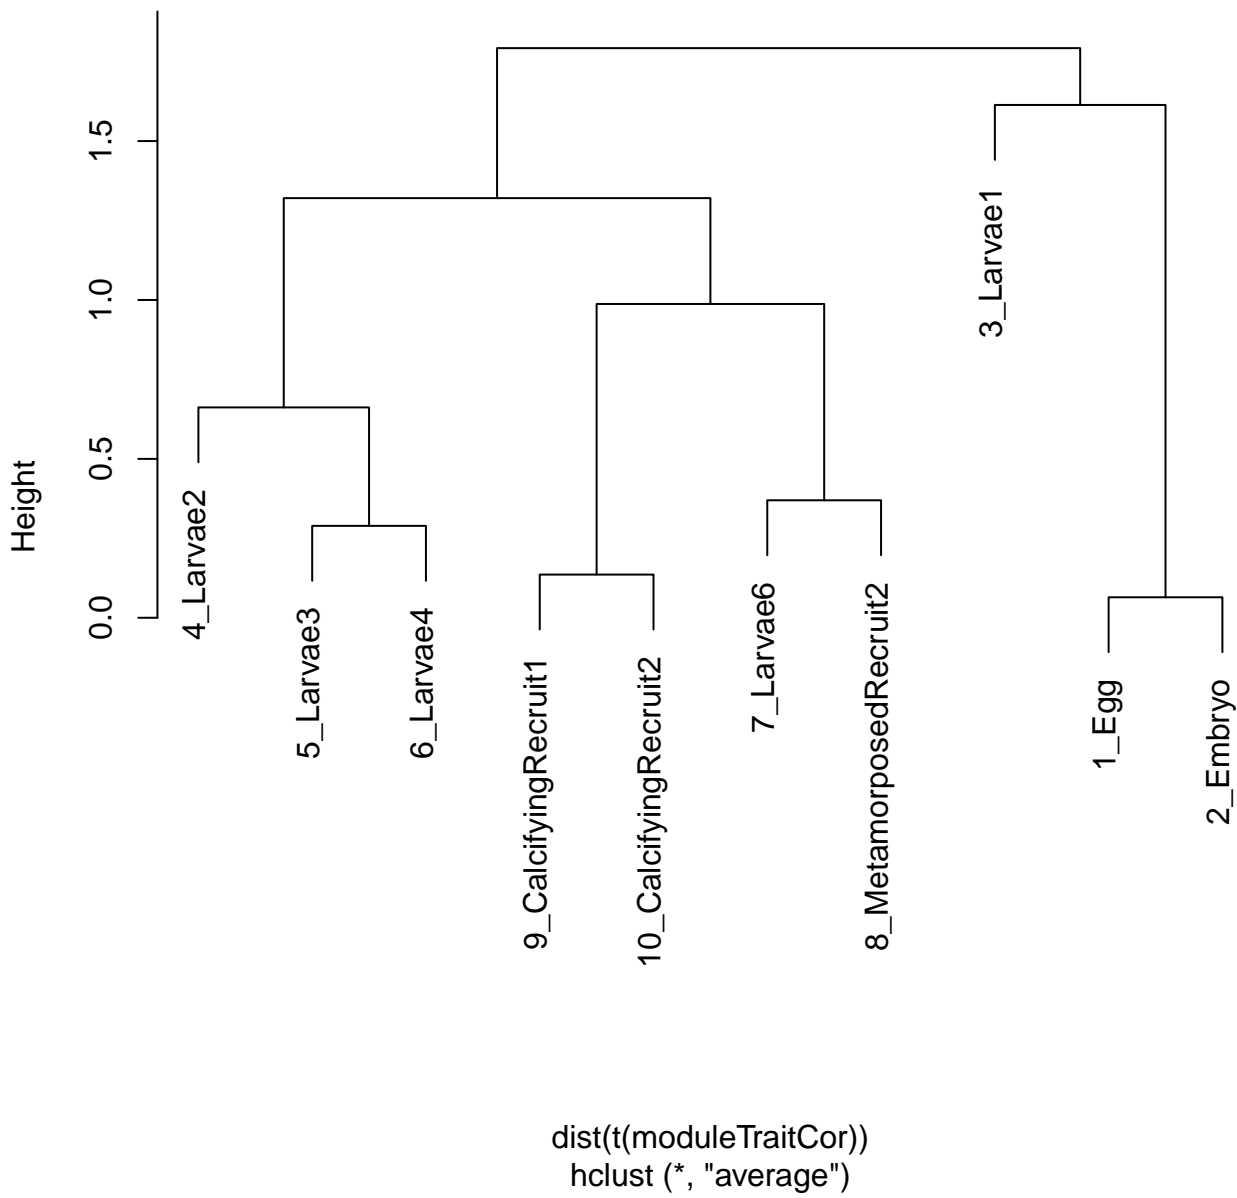 Height
1.5
1.0
0.5
0.0
4_Larvae2
5_Larvae3
6_Larvae4
9_CalcifyingRecruit1
10_CalcifyingRecruit2
7_Larvae6
8_MetamorposedRecruit2
3_Larvae1
1_Egg
2_Embryo
dist(t(moduleTraitCor))
hclust (*, "average")